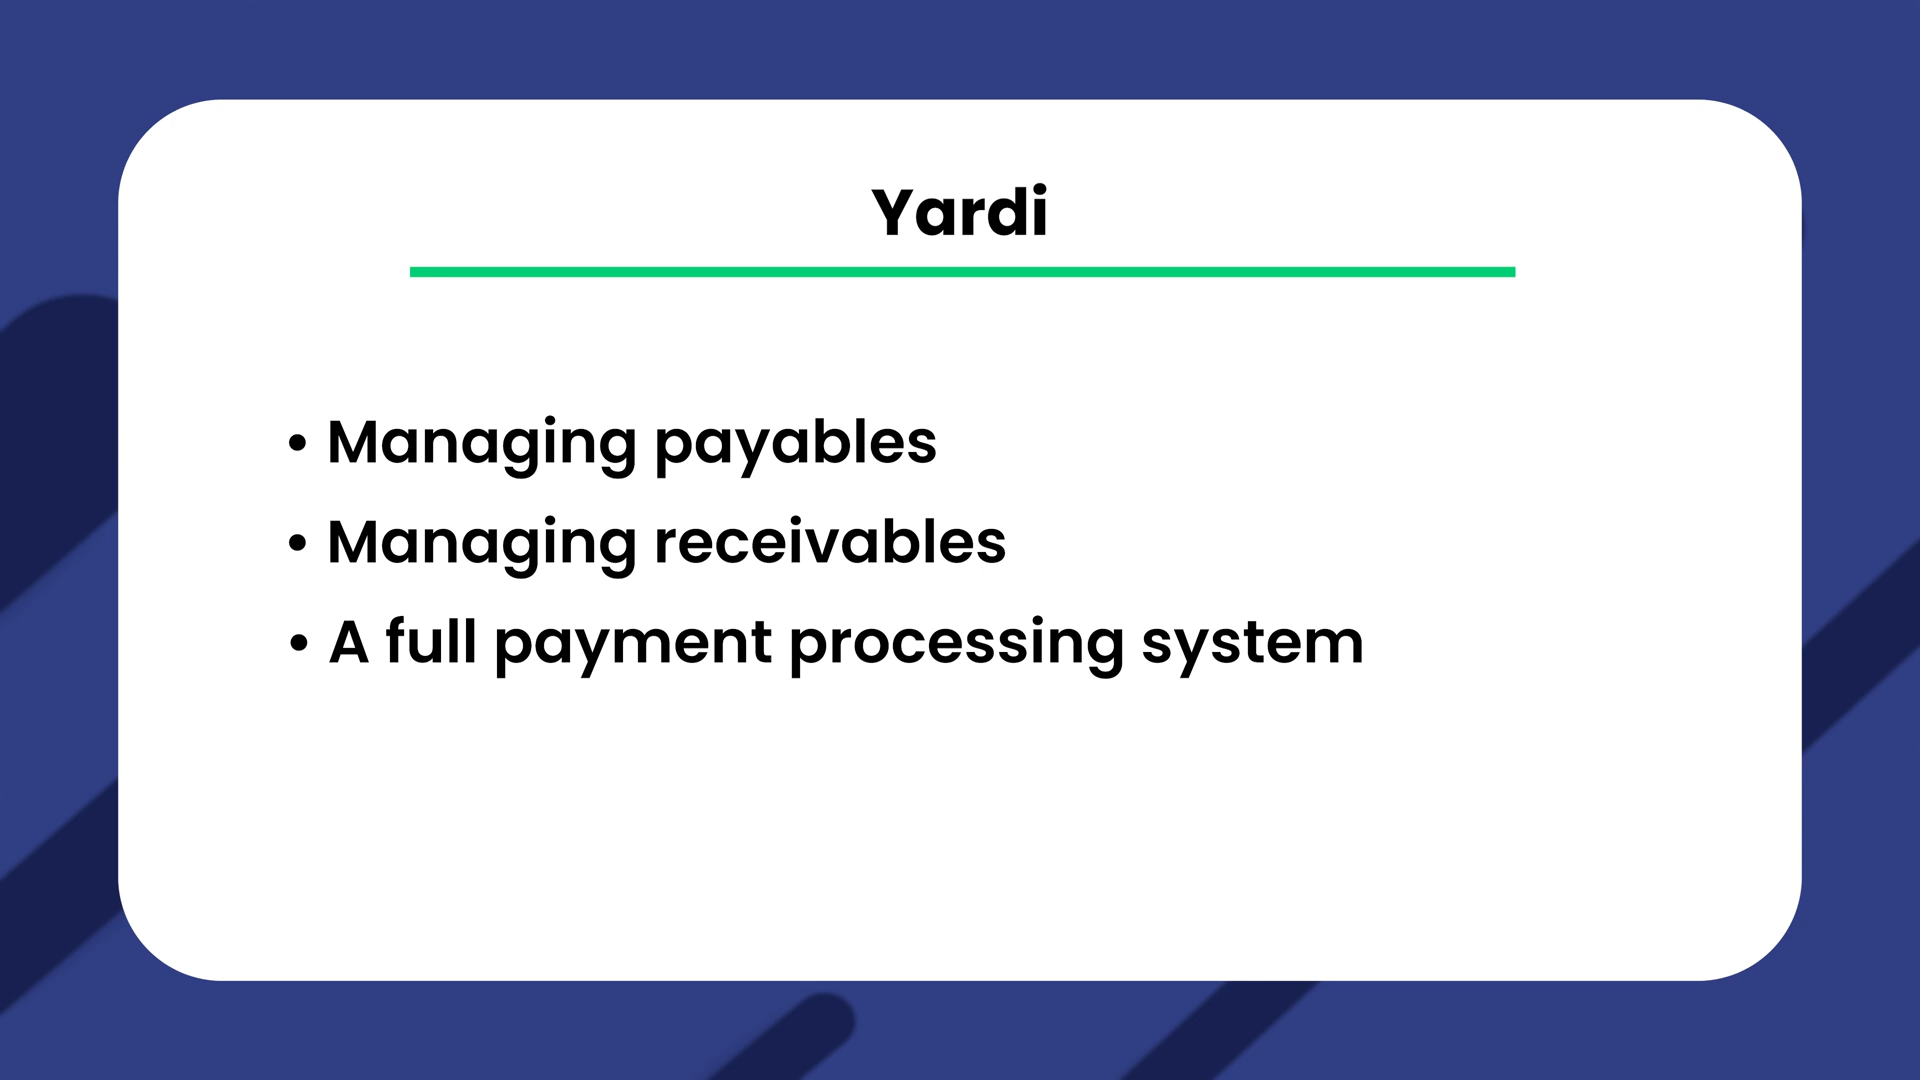 Yardi
• Managing payables
• Managing receivables
• A full payment processing system